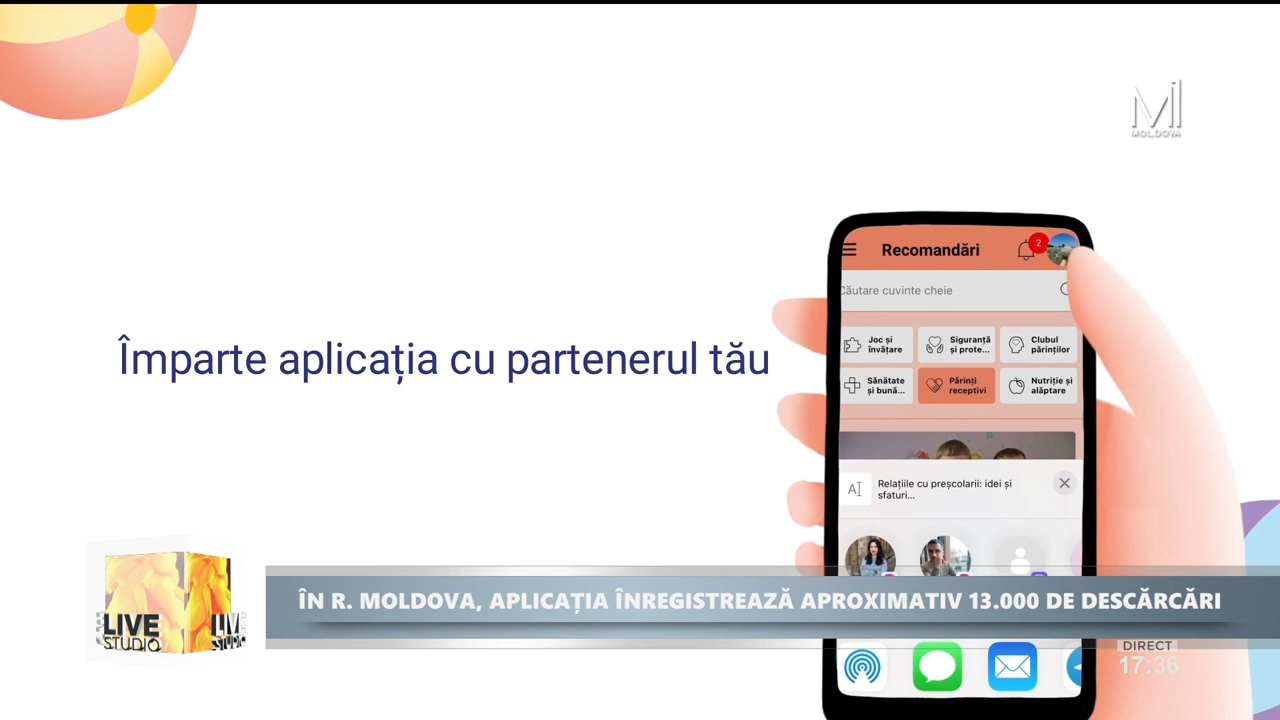 M1
MOLDOVA
Recomandări
2
Căutare cuvinte cheie
Joc și
învățare
Siguranță
și prote...
Clubul
părinților
Sănătate
și bună...
Părinți
receptivi
Nutriție și
alăptare
Împarte aplicația cu partenerul tău
Relațiile cu preșcolarii: idei și
sfaturi...
LIVE
STUDIO
LIVE
STUDIO
ÎN R. MOLDOVA, APLICAȚIA ÎNREGISTREAZĂ APROXIMATIV 13.000 DE DESCĂRCĂRI
DIRECT
17:36